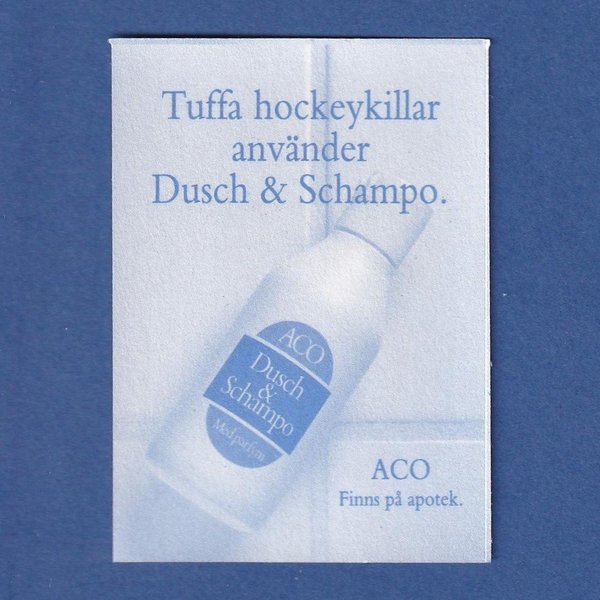 Tuffa hockeykillar
använder
Dusch & Schampo.
ACO
Dusch
&
Schampo
Med parfym
ACO
Finns på apotek.